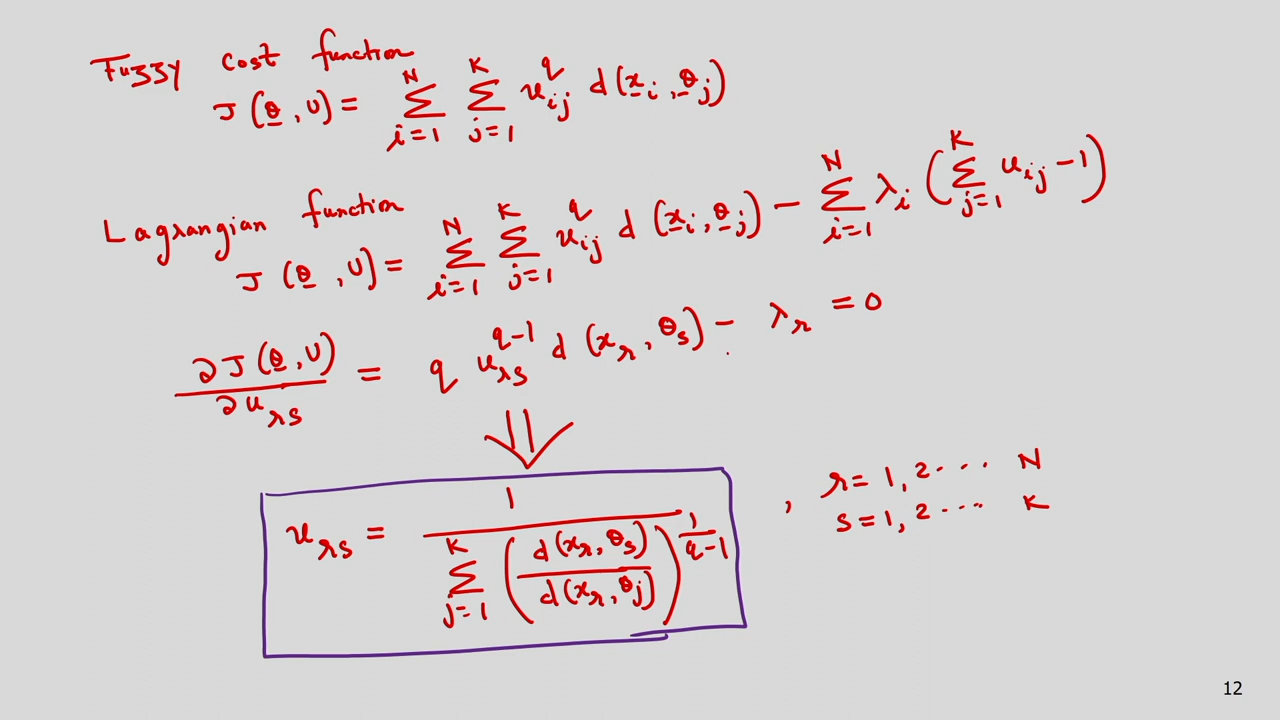 Fuzzy cost function
J(θ, U) = Σ_{i=1}^{N} Σ_{j=1}^{K} u_{ij}^{q} d(x_i, θ_j)
Lagrangian function
J(θ, U) = Σ_{i=1}^{N} Σ_{j=1}^{K} u_{ij}^{q} d(x_i, θ_j) - Σ_{i=1}^{N} λ_i (Σ_{j=1}^{K} u_{ij} - 1)
∂J(θ, U)/∂u_{rs} = q u_{rs}^{q-1} d(x_r, θ_s) - λ_r = 0
⇓
u_{rs} = 1 / Σ_{j=1}^{K} (d(x_r, θ_s)/d(x_r, θ_j))^{1/(q-1)} , r = 1, 2 ... N
s = 1, 2 ... K
12